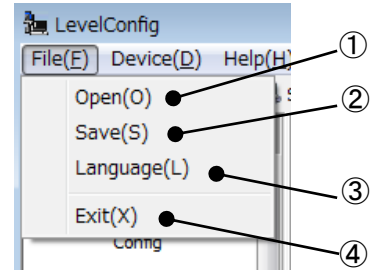 LevelConfig
File(F) Device(D) Help(H)
①
Open(O)
②
Save(S)
Language(L)
③
Exit(X)
④
Config